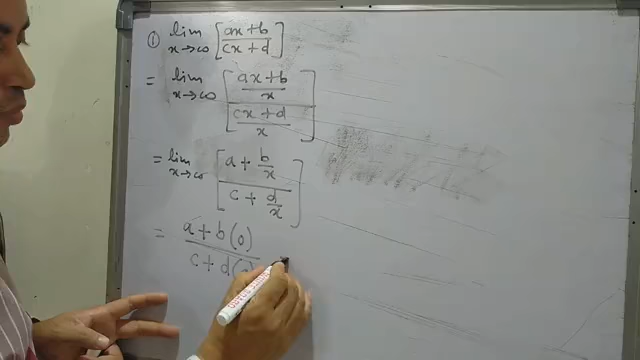 ① lim x→∞ [ax+b / cx+d]
= lim x→∞ [(ax+b)/x / (cx+d)/x]
= lim x→∞ [a + b/x / c + d/x]
= a+b(0) / c+d(